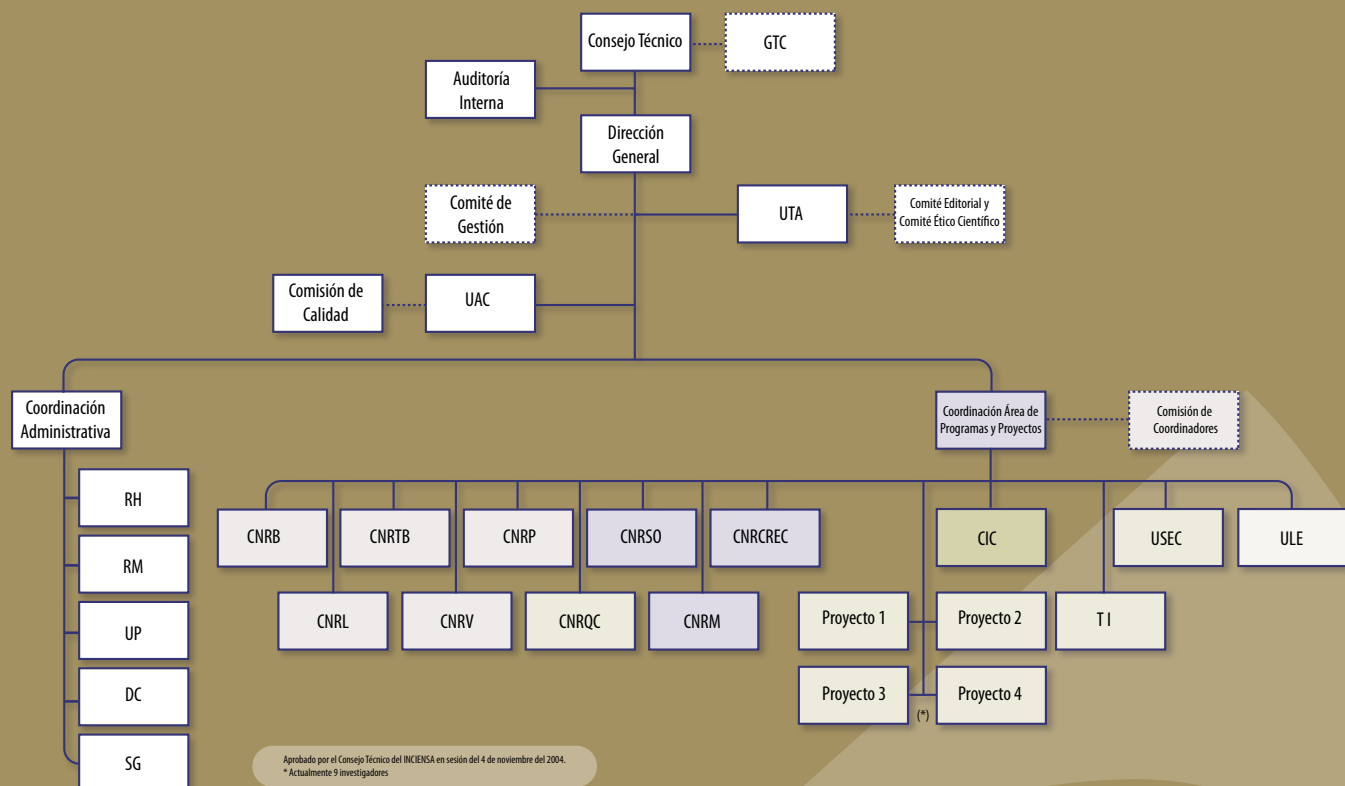 Consejo Técnico
GTC
Auditoría
Interna
Dirección
General
Comité de
Gestión
UTA
Comité Editorial y
Comité Ético Científico
Comisión de
Calidad
UAC
Coordinación
Administrativa
Coordinación Área de
Programas y Proyectos
Comisión de
Coordinadores
RH
RM
UP
DC
SG
CNRB
CNRTB
CNRP
CNRSO
CNRCREC
CIC
USEC
ULE
CNRL
CNRV
CNRQC
CNRM
Proyecto 1
Proyecto 2
T I
Proyecto 3
Proyecto 4
(*)
Aprobado por el Consejo Técnico del INCIENSA en sesión del 4 de noviembre del 2004.
* Actualmente 9 investigadores